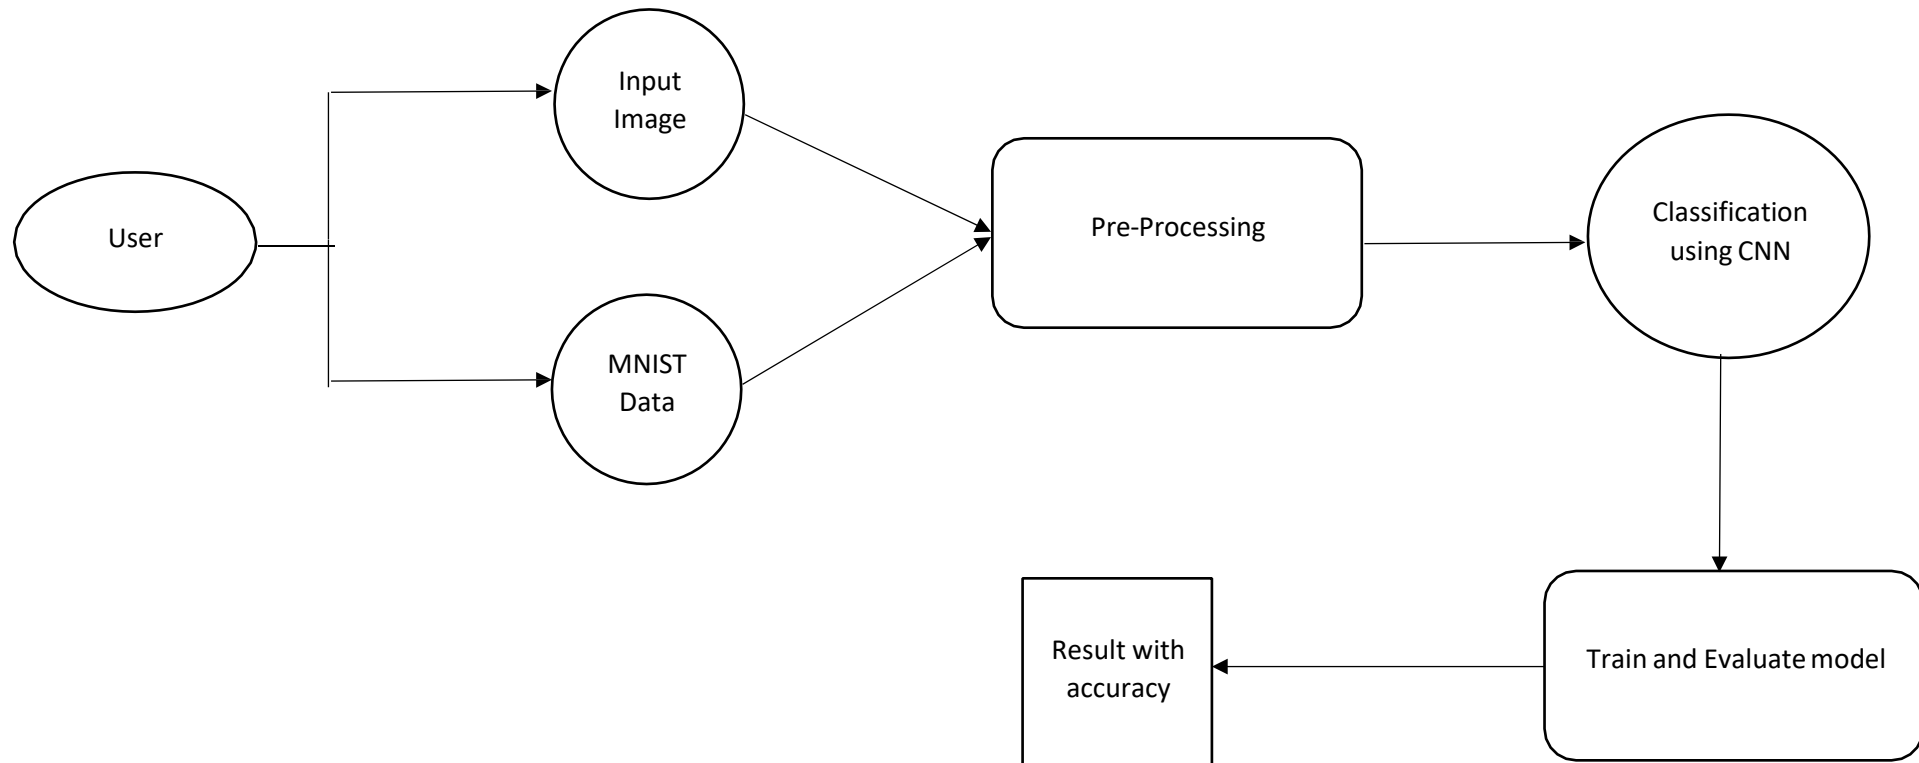 User
Input
Image
MNIST
Data
Pre-Processing
Classification
using CNN
Train and Evaluate model
Result with
accuracy